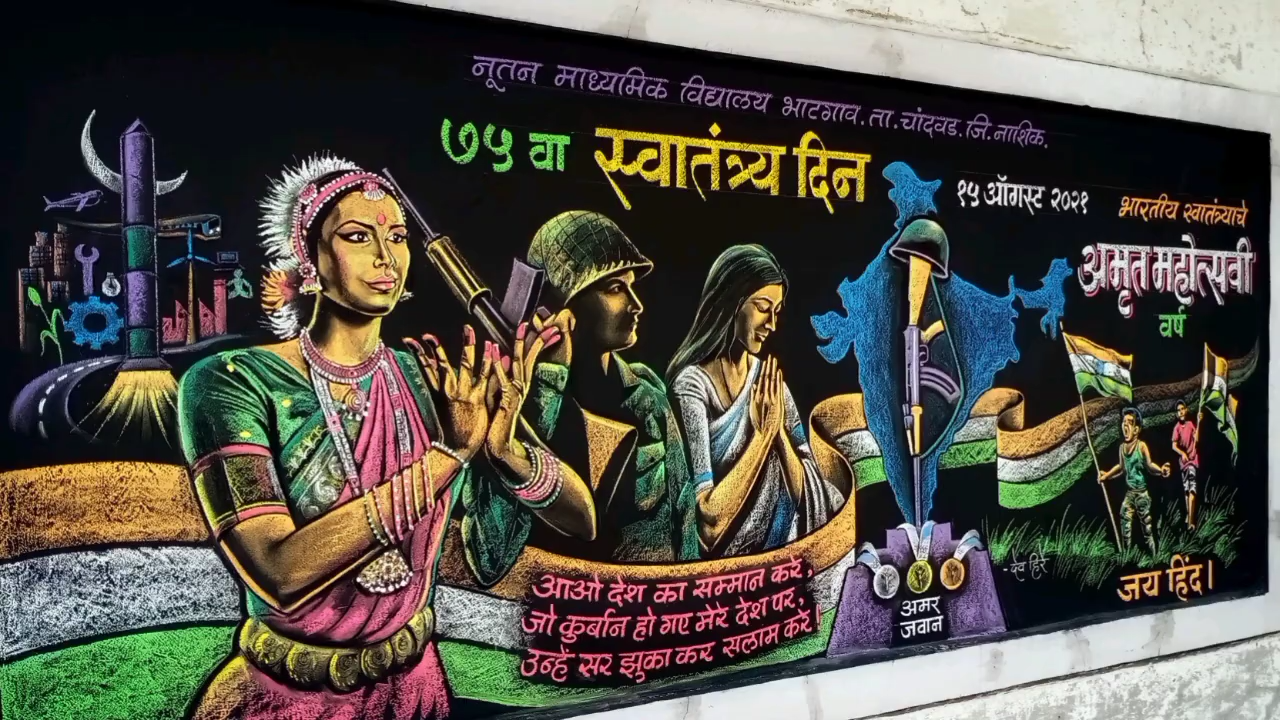 नूतन माध्यमिक विद्यालय भाटगाव. ता. चांदवड. जि. नाशिक.
७५ वा स्वातंत्र्य दिन
१५ ऑगस्ट २०२१
भारतीय स्वातंत्र्याचे
अमृत महोत्सवी
वर्ष
आओ देश का सम्मान करे,
जो कुर्बान हो गए मेरे देश पर,
उन्हें सर झुका कर सलाम करें!
अमर
जवान
- देव हिरे
जय हिंद।